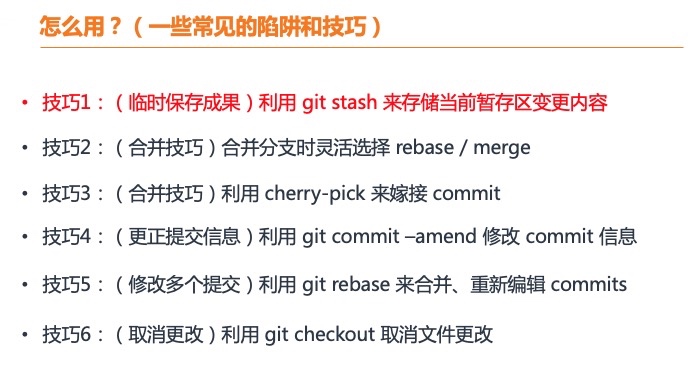 怎么用？（一些常见的陷阱和技巧）
• 技巧1：（临时保存成果）利用 git stash 来存储当前暂存区变更内容
• 技巧2：（合并技巧）合并分支时灵活选择 rebase / merge
• 技巧3：（合并技巧）利用 cherry-pick 来嫁接 commit
• 技巧4：（更正提交信息）利用 git commit –amend 修改 commit 信息
• 技巧5：（修改多个提交）利用 git rebase 来合并、重新编辑 commits
• 技巧6：（取消更改）利用 git checkout 取消文件更改